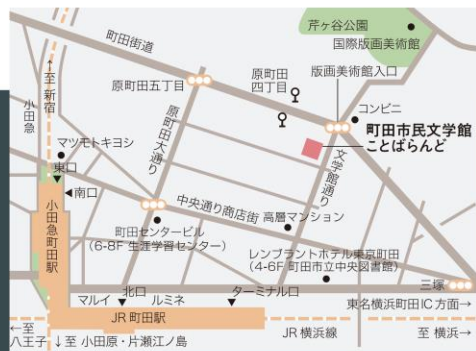 芹ヶ谷公園
国際版画美術館
町田街道
版画美術館入口
原町田五丁目
原町田
四丁目
コンビニ
町田市民文学館
ことばらんど
←至 新宿
小田急
マツモトキヨシ
東口
南口
小田急町田駅
原町田大通り
文学館通り
中央通り商店街
高層マンション
町田センタービル
(6-8F 生涯学習センター)
レンブラントホテル東京町田
(4-6F 町田市立中央図書館)
三塚
東名横浜町田IC 方面→
北口
マルイ
ルミネ
ターミナル口
JR 町田駅
JR 横浜線
至 横浜→
←至
八王子
↓至 小田原・片瀬江ノ島